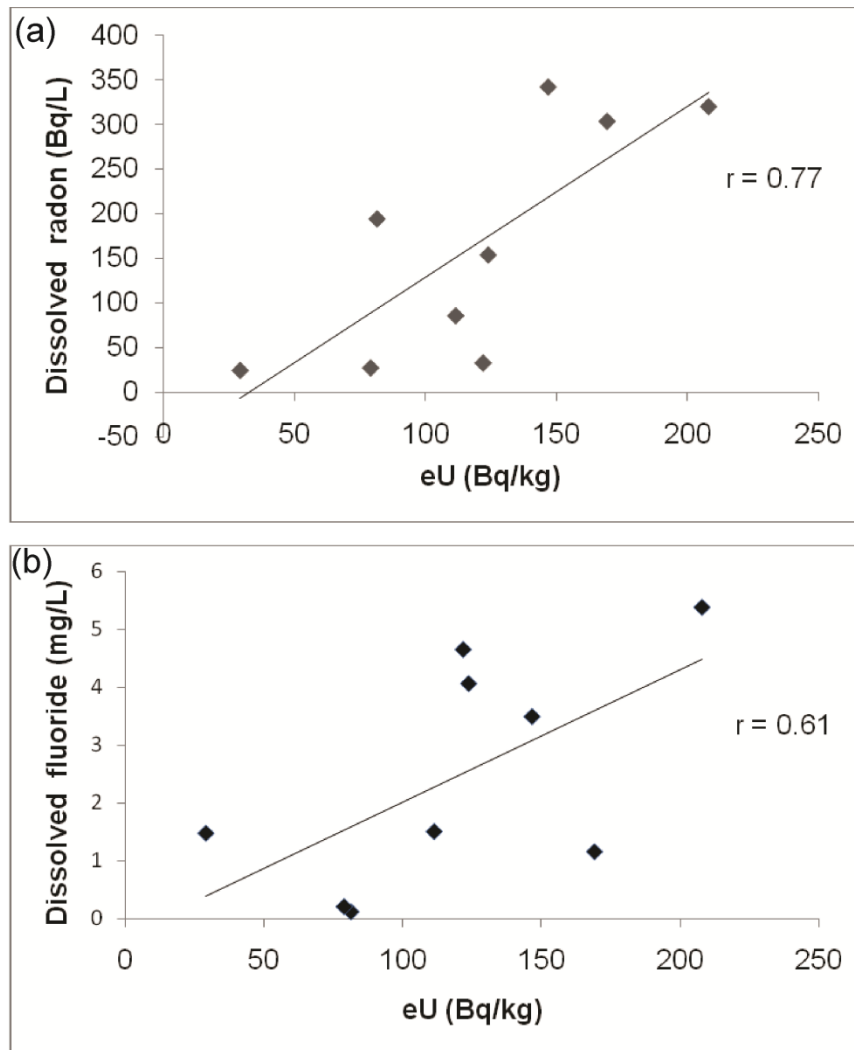 (a)
Dissolved radon (Bq/L)
400
350
300
250
200
150
100
50
0
-50
0 50 100 150 200 250
r = 0.77
eU (Bq/kg)
(b)
Dissolved fluoride (mg/L)
6
5
4
3
2
1
0
0 50 100 150 200 250
r = 0.61
eU (Bq/kg)